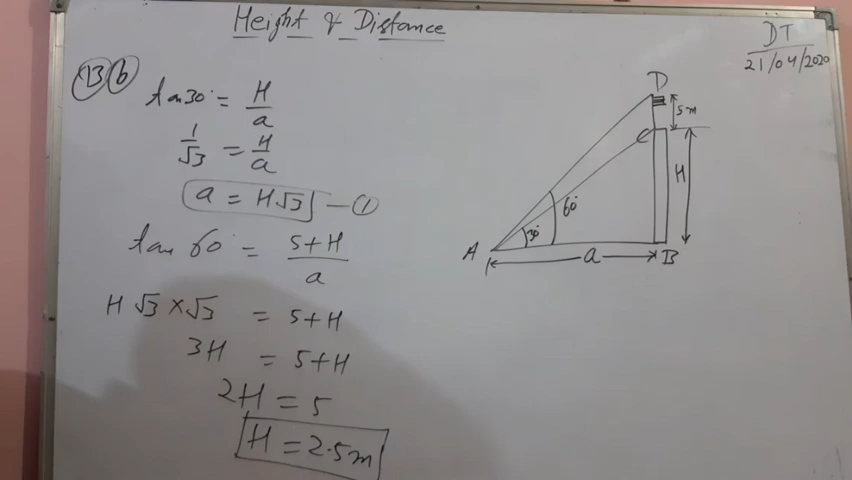 Height & Distance
DT
21/04/2020
13 b
tan 30° = H/a
1/√3 = H/a
a = H√3 — ①
tan 60° = 5+H/a
H √3 × √3 = 5+H
3H = 5+H
2H = 5
H = 2.5m
D
5m
C
H
60°
30°
A
a
B